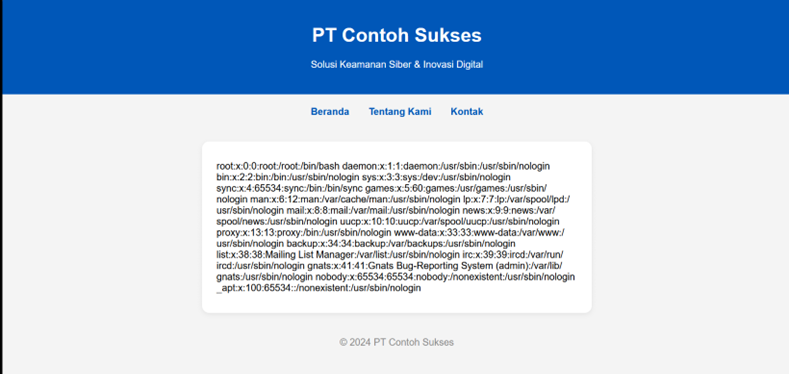 PT Contoh Sukses
Solusi Keamanan Siber & Inovasi Digital
Beranda Tentang Kami Kontak
root:x:0:0:root:/root:/bin/bash daemon:x:1:1:daemon:/usr/sbin:/usr/sbin/nologin
bin:x:2:2:bin:/bin:/usr/sbin/nologin sys:x:3:3:sys:/dev:/usr/sbin/nologin
sync:x:4:65534:sync:/bin:/bin/sync games:x:5:60:games:/usr/games:/usr/sbin/
nologin man:x:6:12:man:/var/cache/man:/usr/sbin/nologin lp:x:7:7:lp:/var/spool/lpd:/
usr/sbin/nologin mail:x:8:8:mail:/var/mail:/usr/sbin/nologin news:x:9:9:news:/var/
spool/news:/usr/sbin/nologin uucp:x:10:10:uucp:/var/spool/uucp:/usr/sbin/nologin
proxy:x:13:13:proxy:/bin:/usr/sbin/nologin www-data:x:33:33:www-data:/var/www:/
usr/sbin/nologin backup:x:34:34:backup:/var/backups:/usr/sbin/nologin
list:x:38:38:Mailing List Manager:/var/list:/usr/sbin/nologin irc:x:39:39:ircd:/var/run/
ircd:/usr/sbin/nologin gnats:x:41:41:Gnats Bug-Reporting System (admin):/var/lib/
gnats:/usr/sbin/nologin nobody:x:65534:65534:nobody:/nonexistent:/usr/sbin/nologin
_apt:x:100:65534::/nonexistent:/usr/sbin/nologin
© 2024 PT Contoh Sukses